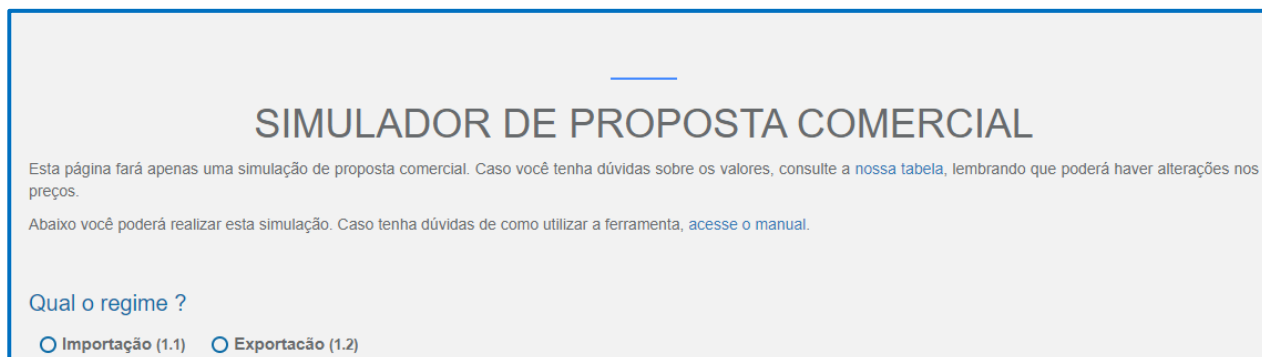 SIMULADOR DE PROPOSTA COMERCIAL
Esta página fará apenas uma simulação de proposta comercial. Caso você tenha dúvidas sobre os valores, consulte a nossa tabela, lembrando que poderá haver alterações nos
preços.
Abaixo você poderá realizar esta simulação. Caso tenha dúvidas de como utilizar a ferramenta, acesse o manual.
Qual o regime ?
Importação (1.1) Exportacão (1.2)